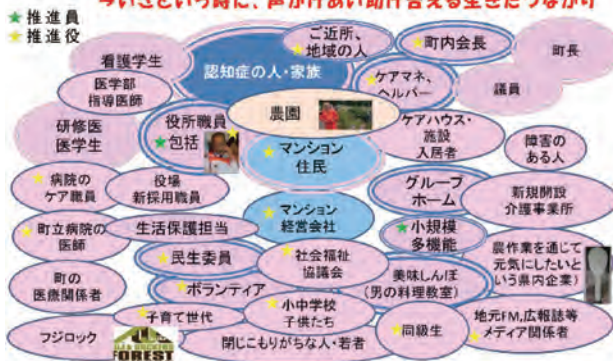 →いざという時に、声かけあい助け合える生きたつながり
★推進員
★推進役
看護学生
認知症の人・家族
ご近所、
地域の人
町内会長
町長
医学部
指導医師
ケアマネ、
ヘルパー
議員
農園
研修医
医学生
役所職員
包括
マンション
住民
ケアハウス・
施設
入居者
障害の
ある人
病院の
ケア職員
役場
新採用職員
グループ
ホーム
新規開設
介護事業所
町立病院の
医師
生活保護担当
マンション
経営会社
小規模
多機能
民生委員
社会福祉
協議会
農作業を通じて
元気にしたいとい
う県内企業)
町の
医療関係者
ボランティア
美味しんぼ
(男の料理教室)
子育て世代
小中学校
子供たち
同級生
地元FM,広報誌等
メディア関係者
フジロック
FOREST
閉じこもりがちな人・若者